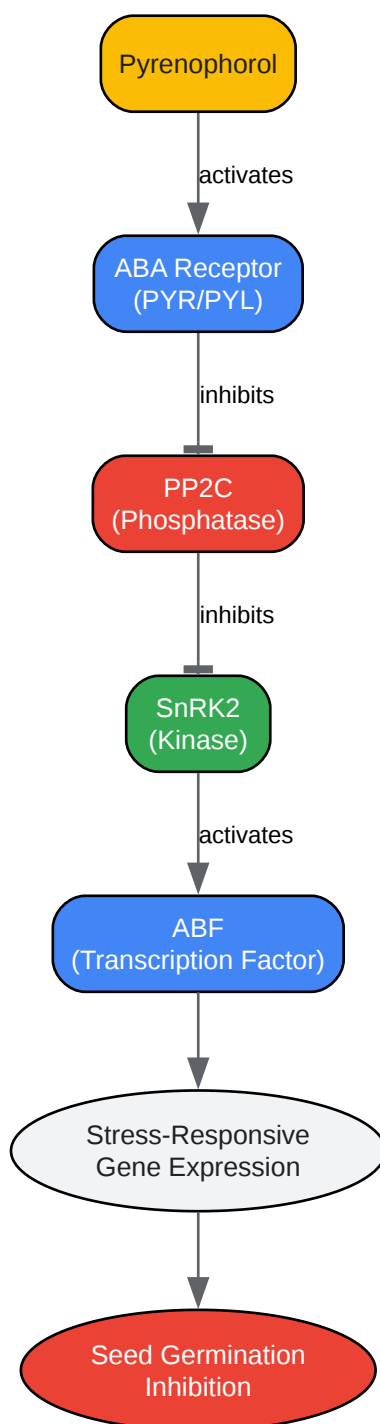 Pyrenophorol
activates
ABA Receptor
(PYR/PYL)
inhibits
PP2C
(Phosphatase)
inhibits
SnRK2
(Kinase)
activates
ABF
(Transcription Factor)
Stress-Responsive
Gene Expression
Seed Germination
Inhibition